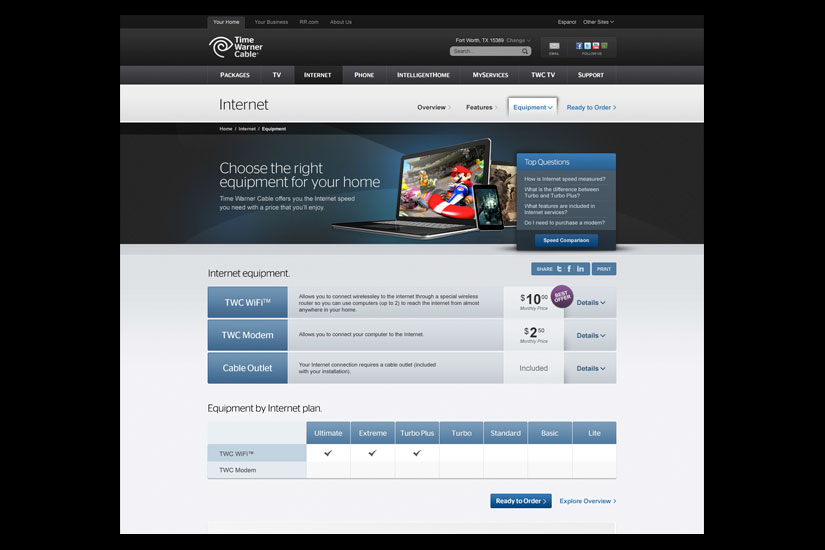 Your Home Your Business RR.com About Us Espanol Other Sites
Time
Warner
Cable
Fort Worth, TX 15389 Change
Search...
EMAIL
FOLLOW US
PACKAGES TV INTERNET PHONE INTELLIGENTHOME MYSERVICES TWC TV SUPPORT
Internet
Overview Features Equipment Ready to Order
Home / Internet / Equipment
Choose the right
equipment for your home
Time Warner Cable offers you the Internet speed
you need with a price that you'll enjoy.
Top Questions
How is Internet speed measured?
What is the difference between
Turbo and Turbo Plus?
What features are included in
Internet services?
Do I need to purchase a modem?
Speed Comparison
Internet equipment.
SHARE PRINT
TWC WiFi™
Allows you to connect wirelessley to the internet through a special wireless
router so you can use computers (up to 2) to reach the internet from almost
anywhere in your home.
$10.00
Monthly Price
BEST
OFFER
Details
TWC Modem
Allows you to connect your computer to the Internet.
$2.50
Monthly Price
Details
Cable Outlet
Your Internet connection requires a cable outlet (included
with your installation).
Included
Details
Equipment by Internet plan.
Ultimate Extreme Turbo Plus Turbo Standard Basic Lite
TWC WiFi™
TWC Modem
Ready to Order Explore Overview